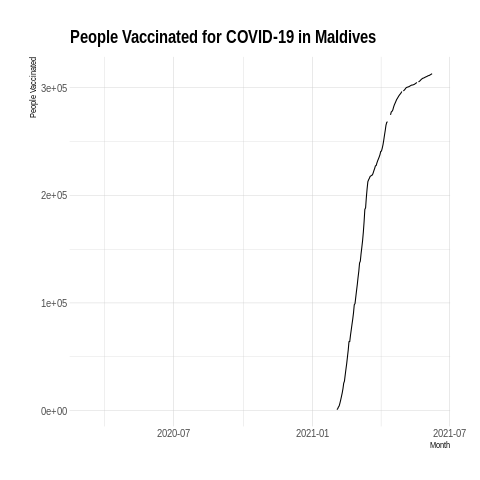 People Vaccinated for COVID-19 in Maldives
People Vaccinated
3e+05
2e+05
1e+05
0e+00
2020-07 2021-01 2021-07
Month